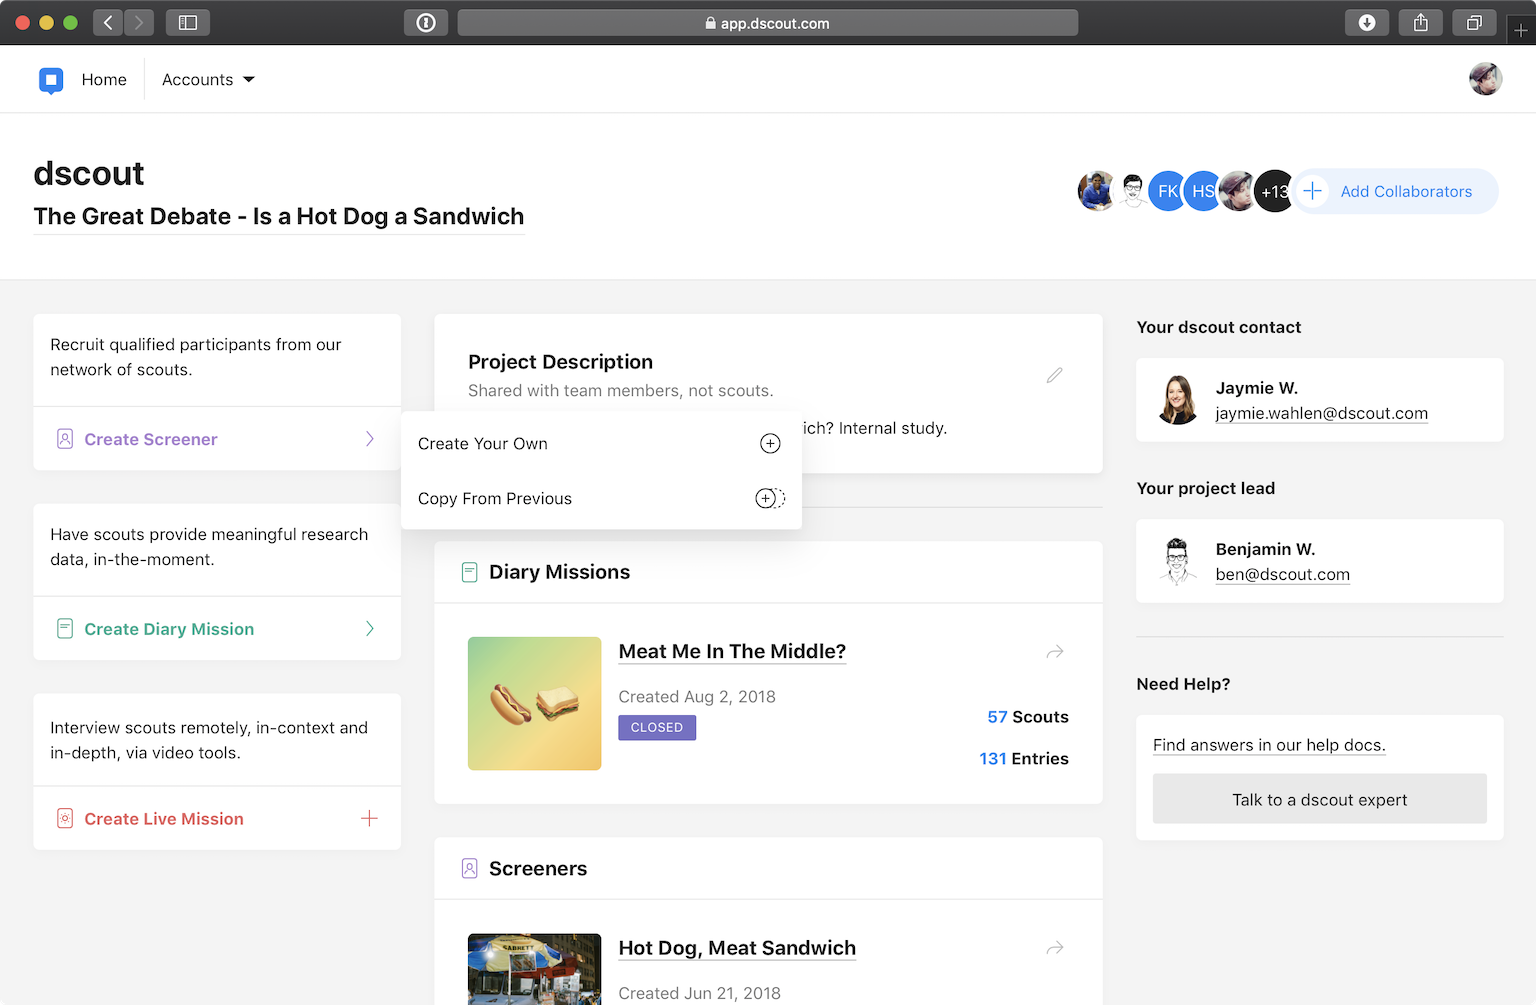 app.dscout.com
Home
Accounts
dscout
The Great Debate - Is a Hot Dog a Sandwich
FK
HS
+13
Add Collaborators
Recruit qualified participants from our
network of scouts.
Create Screener
Create Your Own
Copy From Previous
Have scouts provide meaningful research
data, in-the-moment.
Create Diary Mission
Interview scouts remotely, in-context and
in-depth, via video tools.
Create Live Mission
Project Description
Shared with team members, not scouts.
ich? Internal study.
Diary Missions
Meat Me In The Middle?
Created Aug 2, 2018
CLOSED
57 Scouts
131 Entries
Screeners
SABRETT
Hot Dog, Meat Sandwich
Created Jun 21, 2018
Your dscout contact
Jaymie W.
jaymie.wahlen@dscout.com
Your project lead
Benjamin W.
ben@dscout.com
Need Help?
Find answers in our help docs.
Talk to a dscout expert